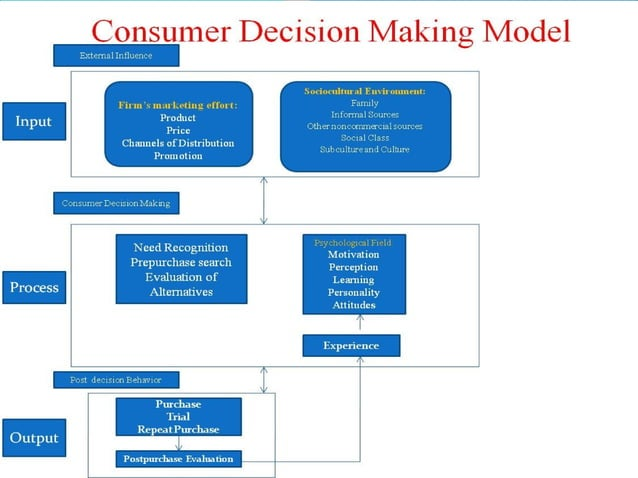 Consumer Decision Making Model
External Influence
Input
Firm's marketing effort:
Product
Price
Channels of Distribution
Promotion
Sociocultural Environment:
Family
Informal Sources
Other noncommercial sources
Social Class
Subculture and Culture
Consumer Decision Making
Process
Need Recognition
Prepurchase search
Evaluation of
Alternatives
Psychological Field:
Motivation
Perception
Learning
Personality
Attitudes
Experience
Post decision Behavior
Output
Purchase
Trial
Repeat Purchase
Postpurchase Evaluation